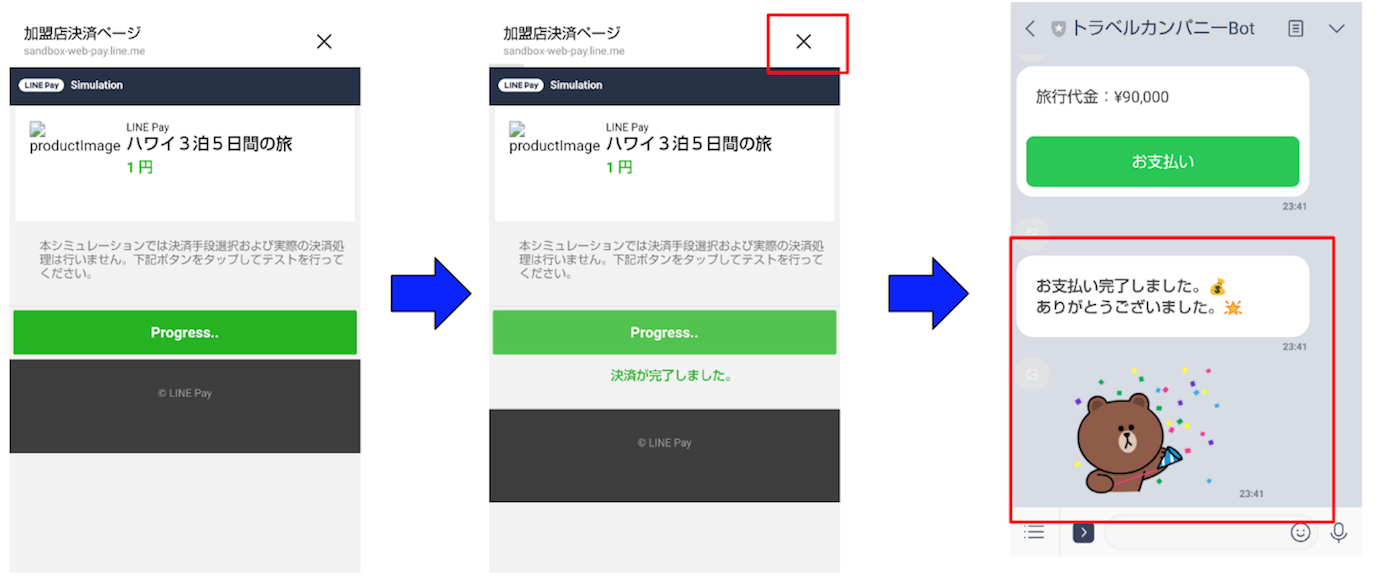 加盟店決済ページ
sandbox-web-pay.line.me
LINE Pay Simulation
LINE Pay
productImage ハワイ３泊５日間の旅
1 円
本シミュレーションでは決済手段選択および実際の決済処
理は行いません。下記ボタンをタップしてテストを行って
ください。
Progress..
© LINE Pay
加盟店決済ページ
sandbox-web-pay.line.me
LINE Pay Simulation
LINE Pay
productImage ハワイ３泊５日間の旅
1 円
本シミュレーションでは決済手段選択および実際の決済処
理は行いません。下記ボタンをタップしてテストを行って
ください。
Progress..
決済が完了しました。
© LINE Pay
トラベルカンパニーBot
旅行代金：¥90,000
お支払い
23:41
お支払い完了しました。💰
ありがとうございました。🌟
23:41
23:41